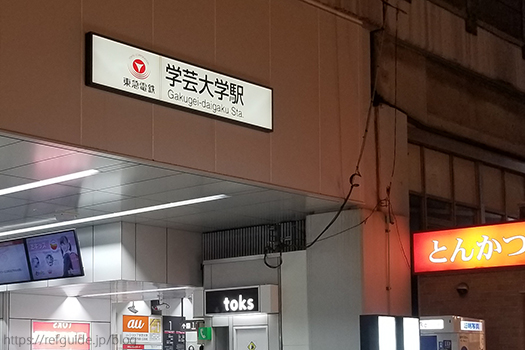 東急電鉄
学芸大学駅
Gakugei-daigaku Sta.
とんかつ
toks
au
https://refguide.jp/blog